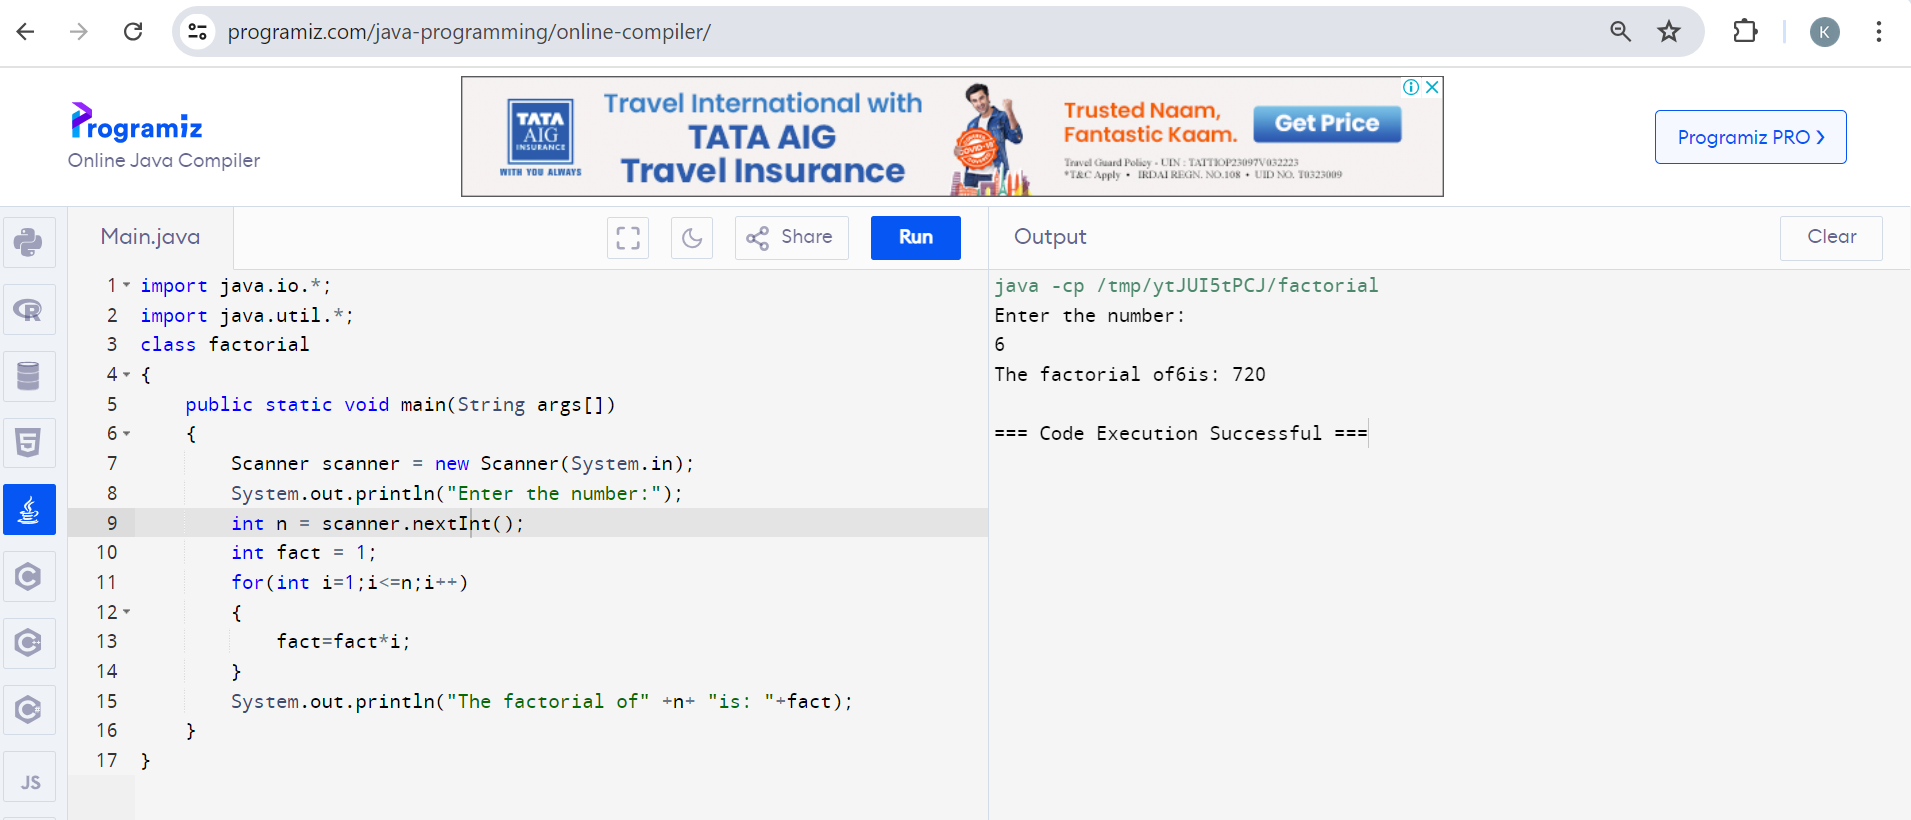 programiz.com/java-programming/online-compiler/
K
Programiz
Online Java Compiler
TATA
AIG
INSURANCE
WITH YOU ALWAYS
Travel International with
TATA AIG
Travel Insurance
COVID-19
Trusted Naam,
Fantastic Kaam.
Get Price
Travel Guard Policy - UIN : TATTIOP23097V032223
*T&C Apply • IRDAI REGN. NO.108 • UID NO. T0323009
Programiz PRO
Main.java
Share
Run
Output
Clear
1 import java.io.*;
2 import java.util.*;
3 class factorial
4 {
5 public static void main(String args[])
6 {
7 Scanner scanner = new Scanner(System.in);
8 System.out.println("Enter the number:");
9 int n = scanner.nextInt();
10 int fact = 1;
11 for(int i=1;i<=n;i++)
12 {
13 fact=fact*i;
14 }
15 System.out.println("The factorial of" +n+ "is: "+fact);
16 }
17 }
java -cp /tmp/ytJUI5tPCJ/factorial
Enter the number:
6
The factorial of6is: 720
=== Code Execution Successful ===
R
5
C
C++
C#
JS